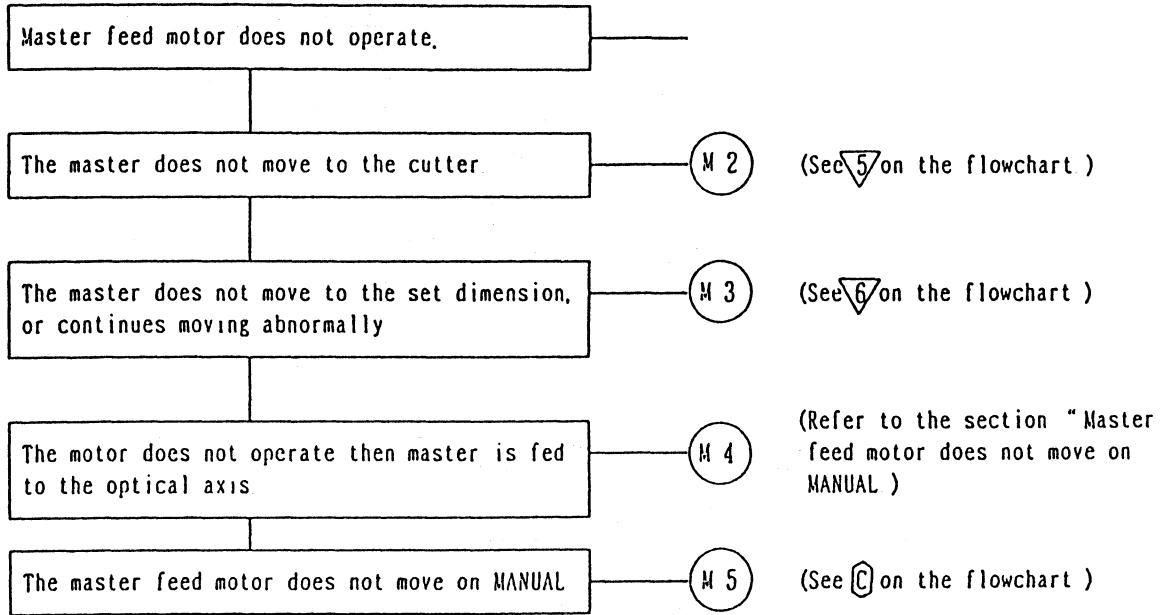 Master feed motor does not operate.
The master does not move to the cutter
M 2
(See 5 on the flowchart )
The master does not move to the set dimension,
or continues moving abnormally
M 3
(See 6 on the flowchart )
The motor does not operate then master is fed
to the optical axis
M 4
(Refer to the section "Master
feed motor does not move on
MANUAL )
The master feed motor does not move on MANUAL
M 5
(See C on the flowchart )